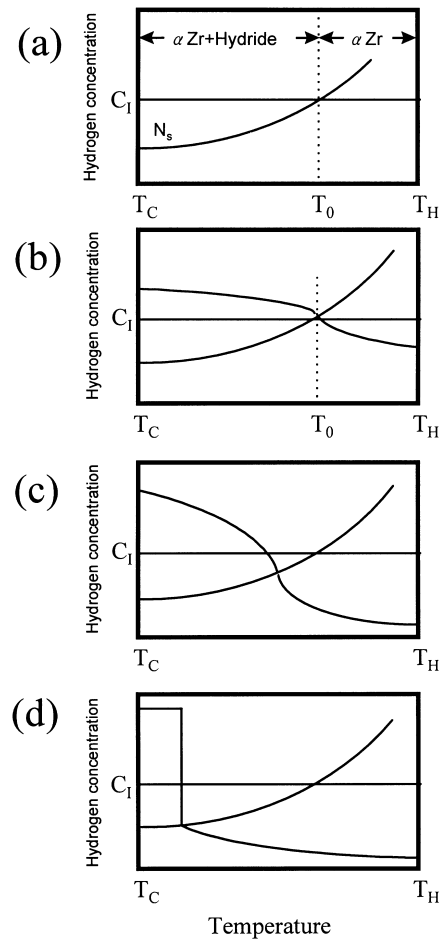 (a)
Hydrogen concentration
α Zr+Hydride
α Zr
C_I
N_s
T_C
T_0
T_H
(b)
Hydrogen concentration
C_I
T_C
T_0
T_H
(c)
Hydrogen concentration
C_I
T_C
T_H
(d)
Hydrogen concentration
C_I
T_C
T_H
Temperature